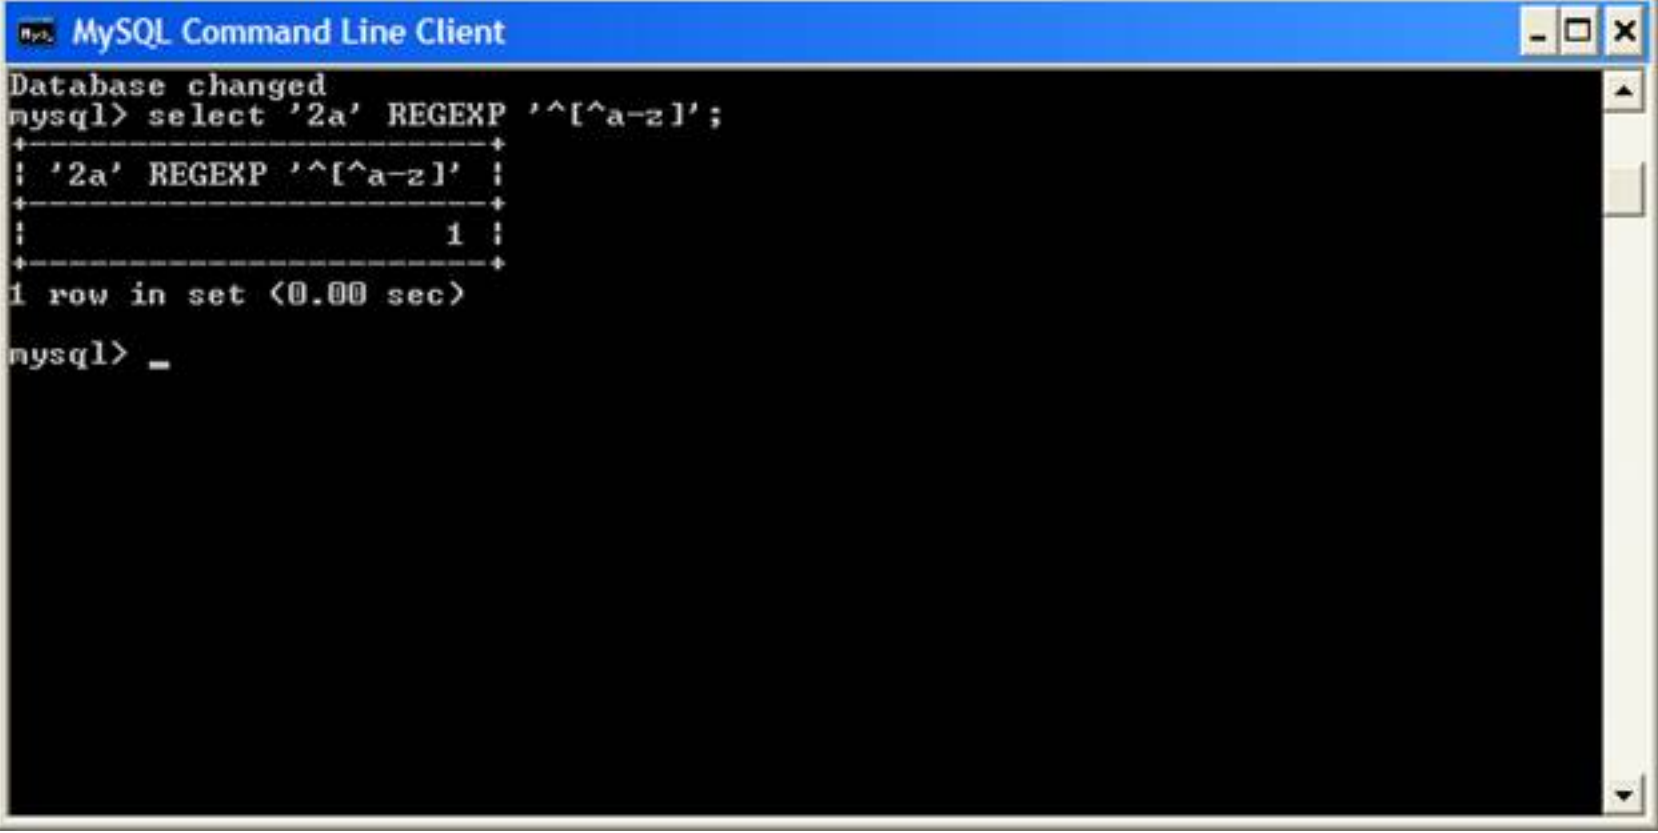 MySQL Command Line Client
Database changed
mysql> select '2a' REGEXP '^[^a-z]';
+------------------------+
| '2a' REGEXP '^[^a-z]'  |
+------------------------+
|                      1 |
+------------------------+
1 row in set (0.00 sec)
mysql> _